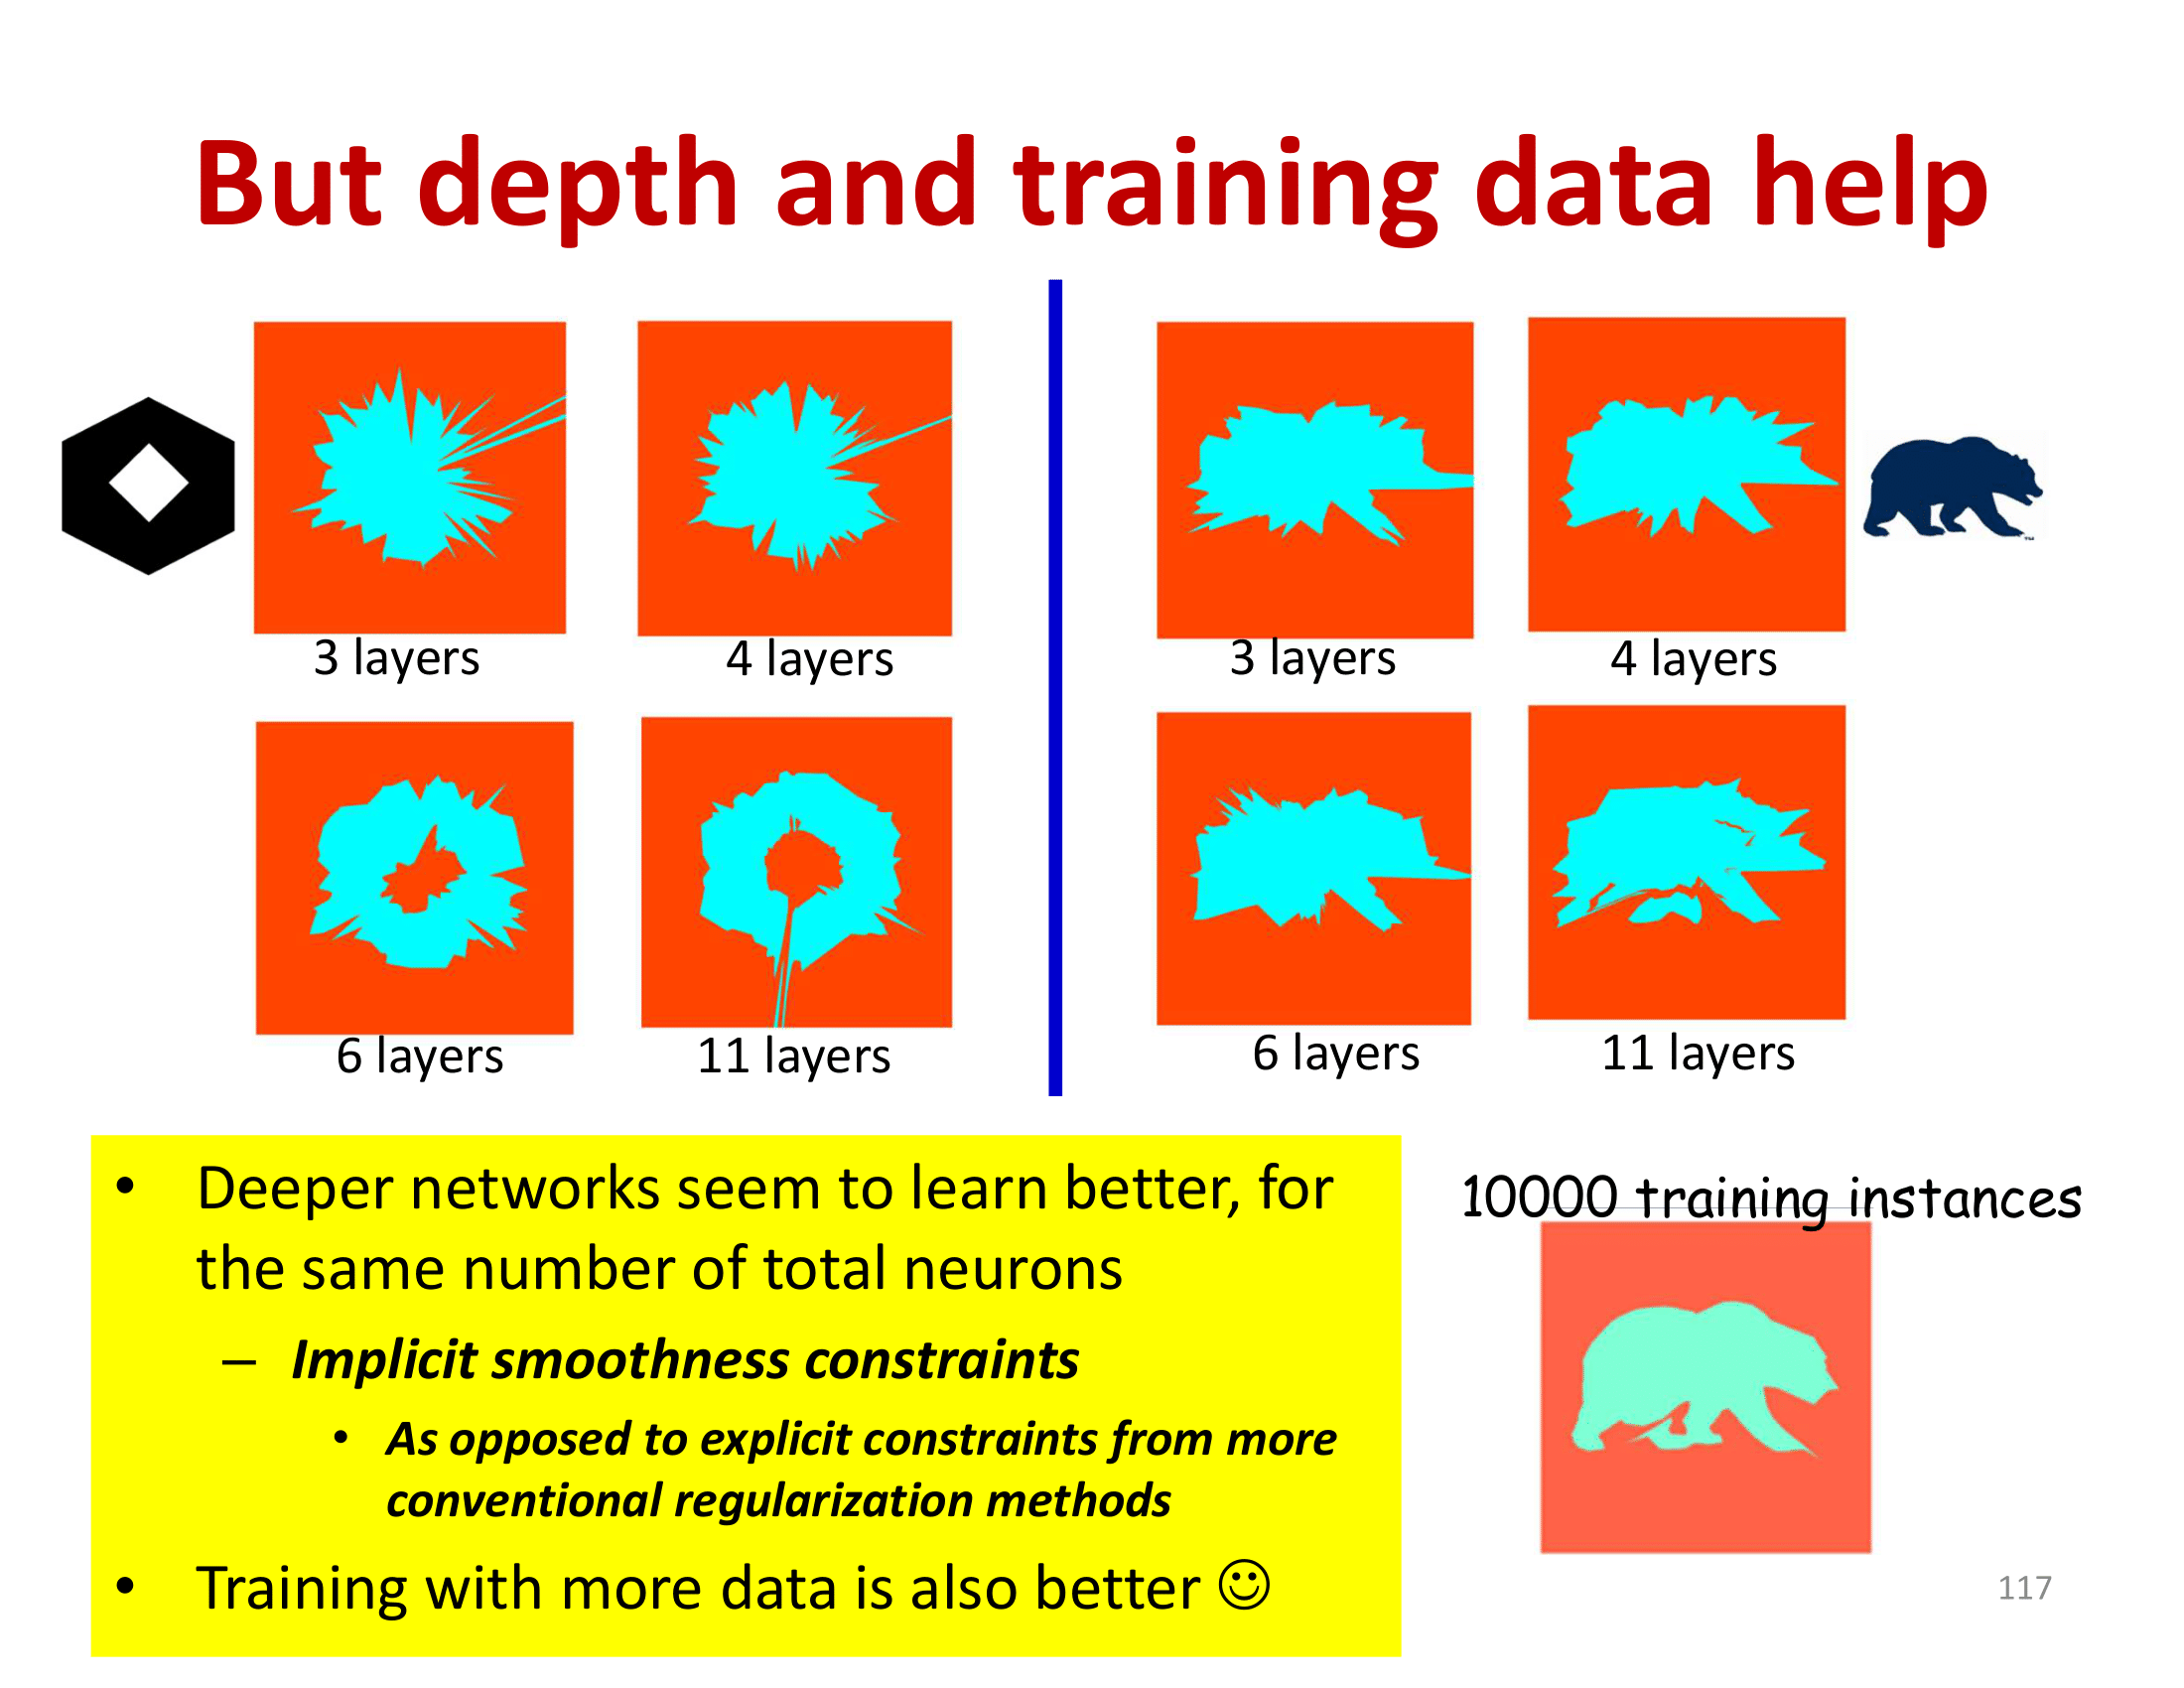 But depth and training data help
3 layers
4 layers
3 layers
4 layers
TM
6 layers
11 layers
6 layers
11 layers
• Deeper networks seem to learn better, for
the same number of total neurons
– Implicit smoothness constraints
• As opposed to explicit constraints from more
conventional regularization methods
• Training with more data is also better ☺
10000 training instances
117